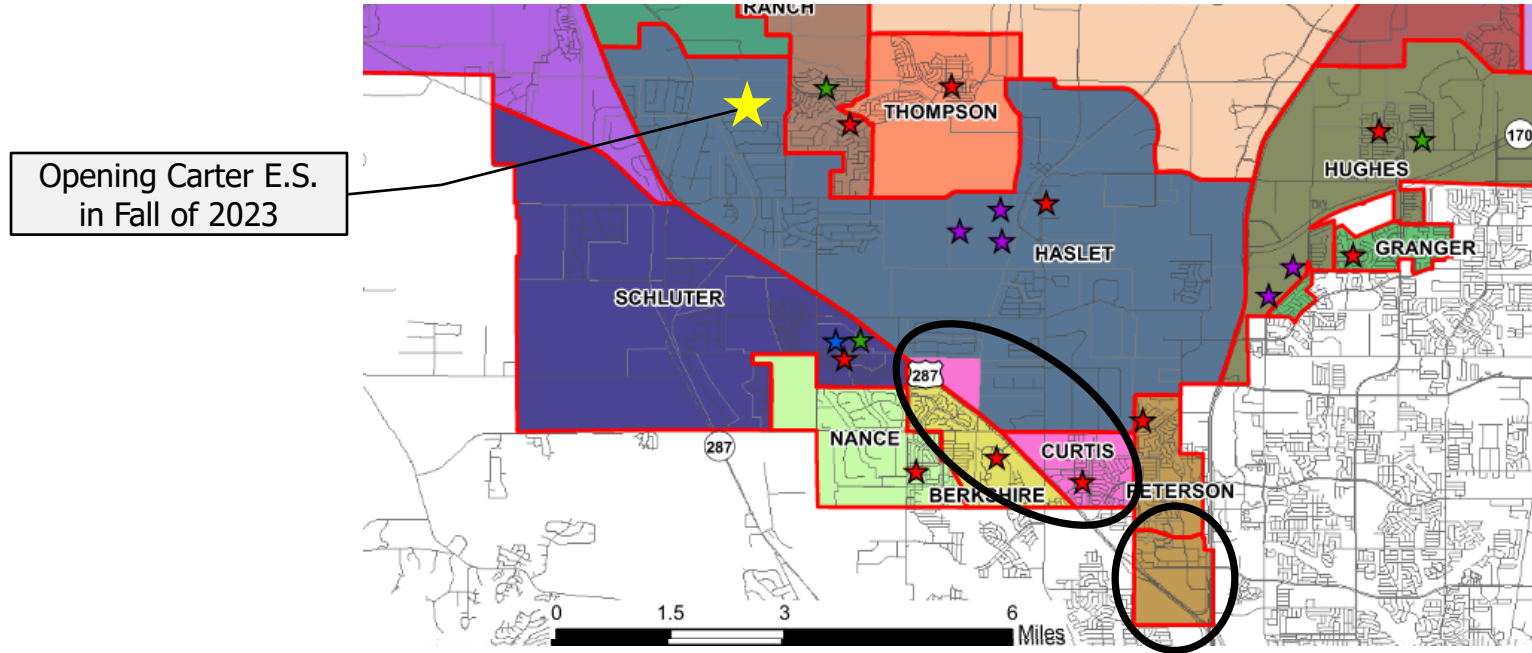 RANCH
THOMPSON
Opening Carter E.S.
in Fall of 2023
170
HUGHES
HASLET
GRANGER
SCHLUTER
287
NANCE
CURTIS
287
BERKSHIRE
PETERSON
0 1.5 3 6
Miles